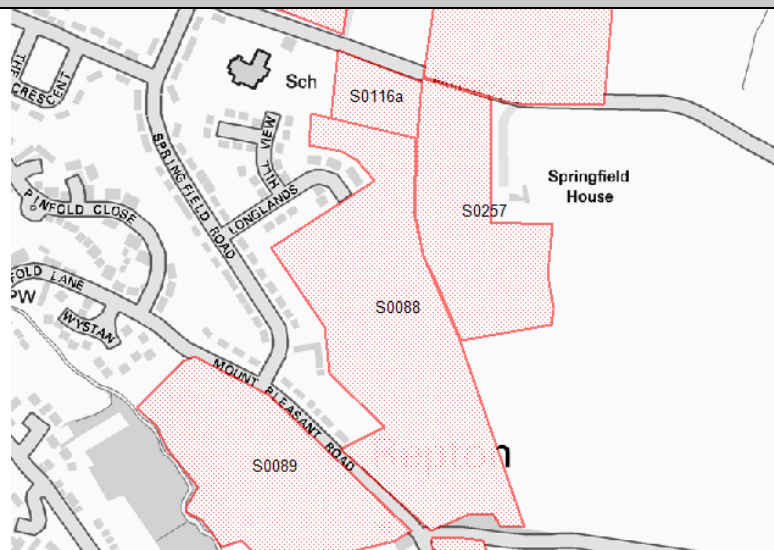 THE
CRESCENT
Sch
S0116a
VIEW
HILL
LONGLANDS
SPRINGFIELD ROAD
Springfield
House
S0257
PINFOLD CLOSE
FOLD LANE
PW
WYSTAN
S0088
MOUNT PLEASANT ROAD
Repton
S0089